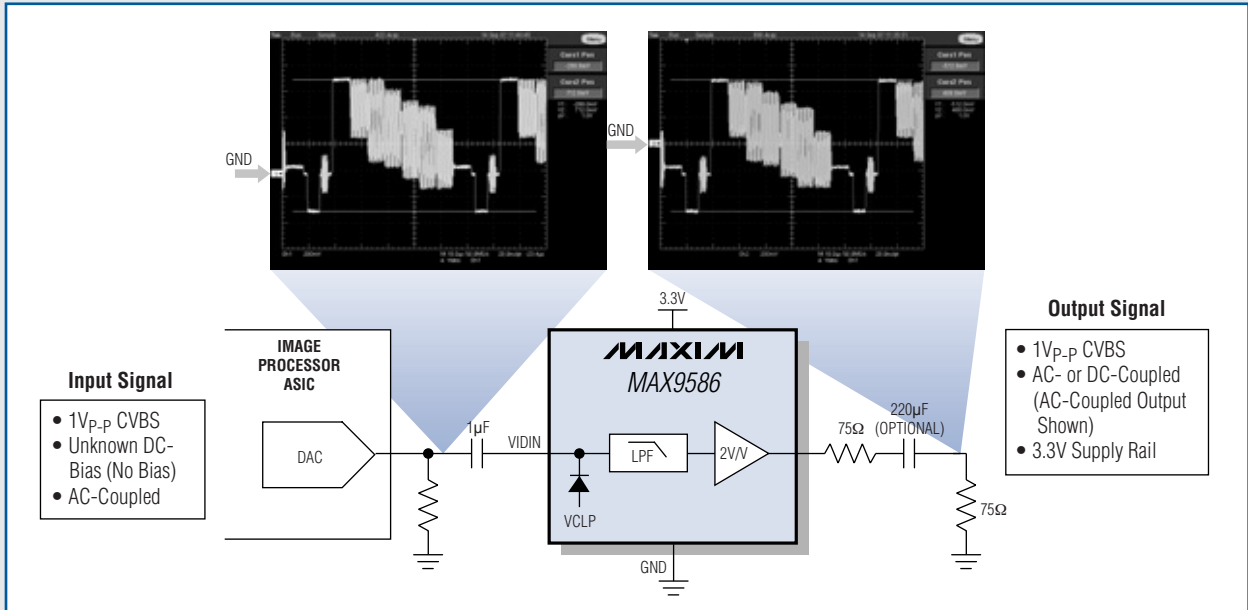 GND
GND
3.3V
IMAGE
PROCESSOR
ASIC
DAC
1µF
VIDIN
MAXIM
MAX9586
LPF
2V/V
VCLP
GND
75Ω
220µF
(OPTIONAL)
75Ω
Input Signal
• 1VP-P CVBS
• Unknown DC-
Bias (No Bias)
• AC-Coupled
Output Signal
• 1VP-P CVBS
• AC- or DC-Coupled
(AC-Coupled Output
Shown)
• 3.3V Supply Rail